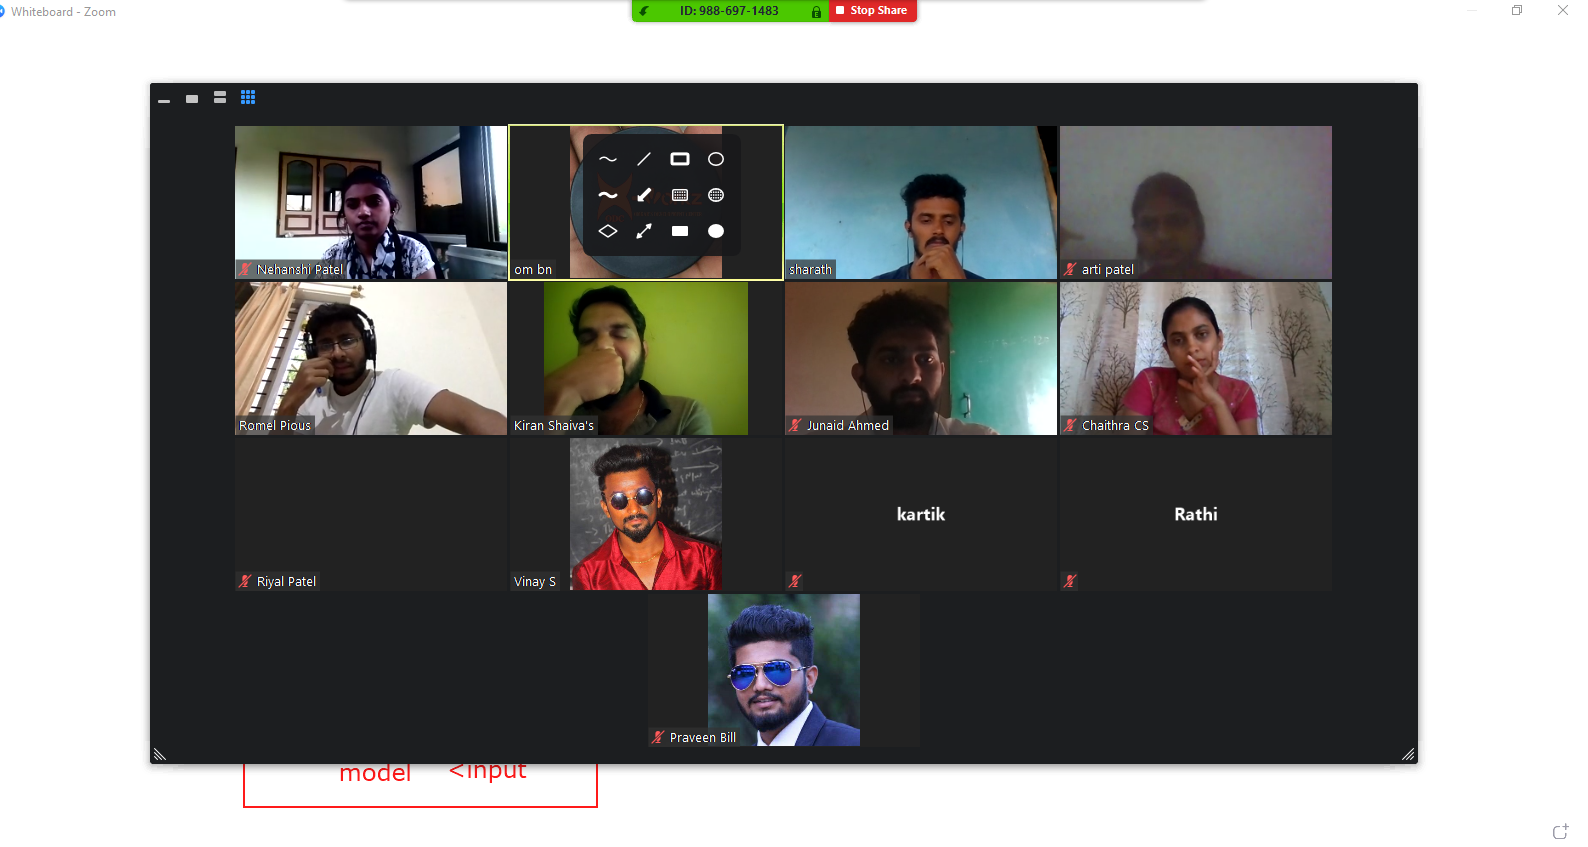 Whiteboard - Zoom
ID: 988-697-1483
Stop Share
Nehanshi Patel
om bn
sharath
arti patel
Romel Pious
Kiran Shaiva's
Junaid Ahmed
Chaithra CS
Riyal Patel
Vinay S
kartik
Rathi
Praveen Bill
model <input